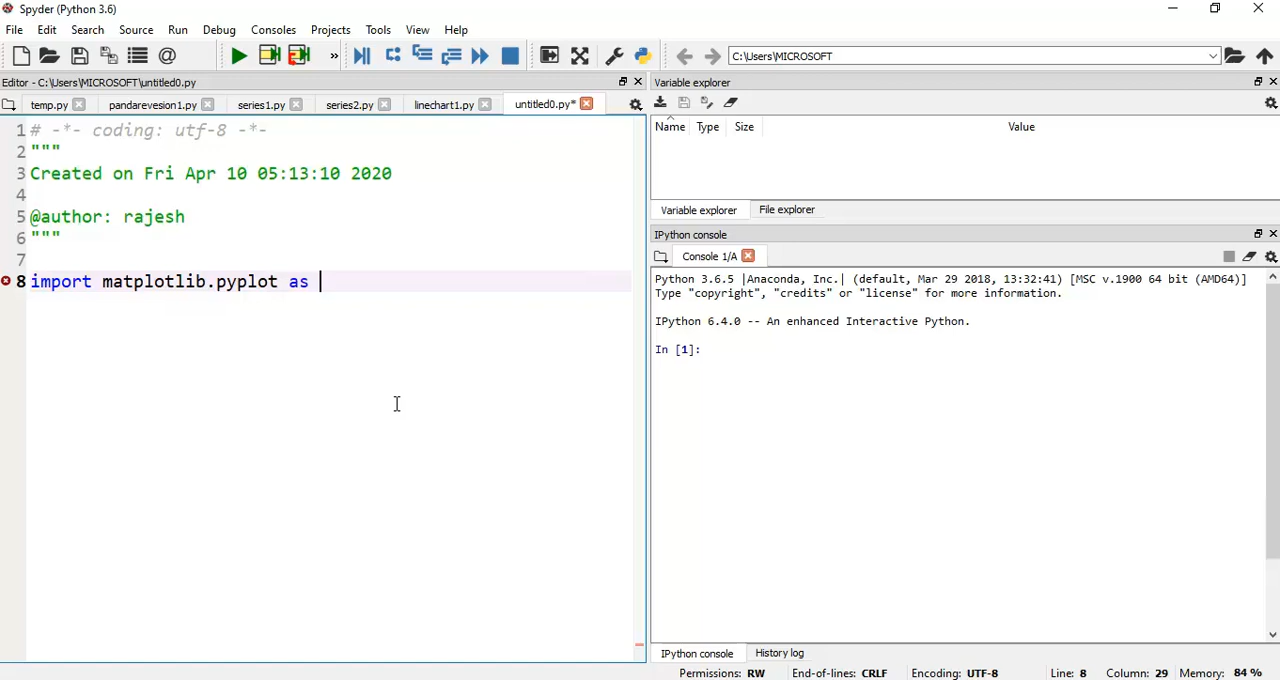 Spyder (Python 3.6)
File Edit Search Source Run Debug Consoles Projects Tools View Help
» C:\Users\MICROSOFT
Editor - C:\Users\MICROSOFT\untitled0.py
temp.py pandarevesion1.py series1.py series2.py linechart1.py untitled0.py*
1 # -*- coding: utf-8 -*-
2 """
3 Created on Fri Apr 10 05:13:10 2020
4
5 @author: rajesh
6 """
7
8 import matplotlib.pyplot as
Variable explorer
Name Type Size Value
Variable explorer File explorer
IPython console
Console 1/A
Python 3.6.5 |Anaconda, Inc.| (default, Mar 29 2018, 13:32:41) [MSC v.1900 64 bit (AMD64)]
Type "copyright", "credits" or "license" for more information.
IPython 6.4.0 -- An enhanced Interactive Python.
In [1]:
IPython console History log
Permissions: RW End-of-lines: CRLF Encoding: UTF-8 Line: 8 Column: 29 Memory: 84 %